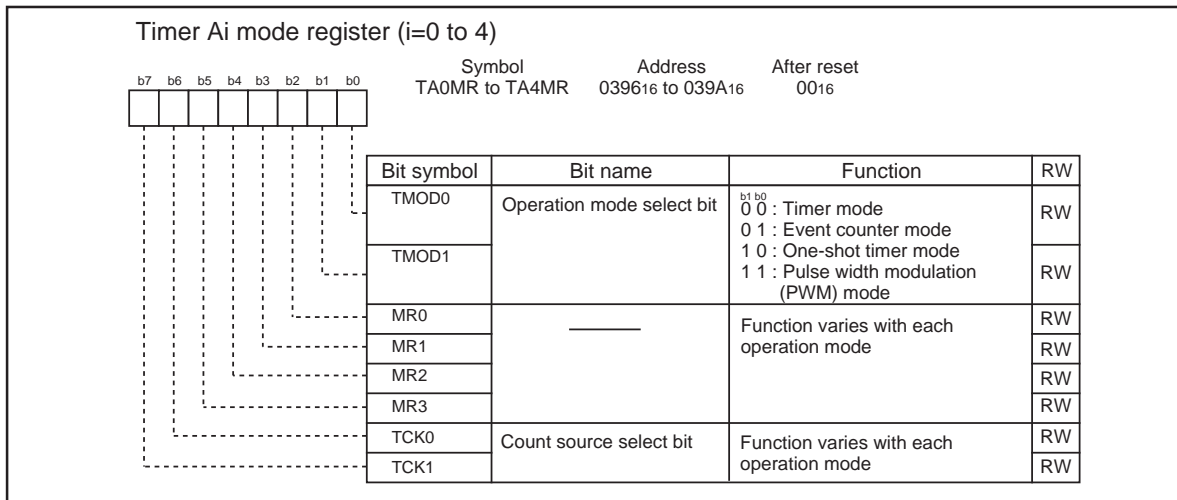 Timer Ai mode register (i=0 to 4)
Symbol Address After reset
TA0MR to TA4MR 039616 to 039A16 0016
b7 b6 b5 b4 b3 b2 b1 b0
Bit symbol Bit name Function RW
TMOD0 Operation mode select bit b1 b0
0 0 : Timer mode RW
0 1 : Event counter mode
TMOD1 1 0 : One-shot timer mode
1 1 : Pulse width modulation RW
(PWM) mode
MR0 Function varies with each RW
MR1 operation mode RW
MR2 RW
MR3 RW
TCK0 Count source select bit Function varies with each RW
TCK1 operation mode RW